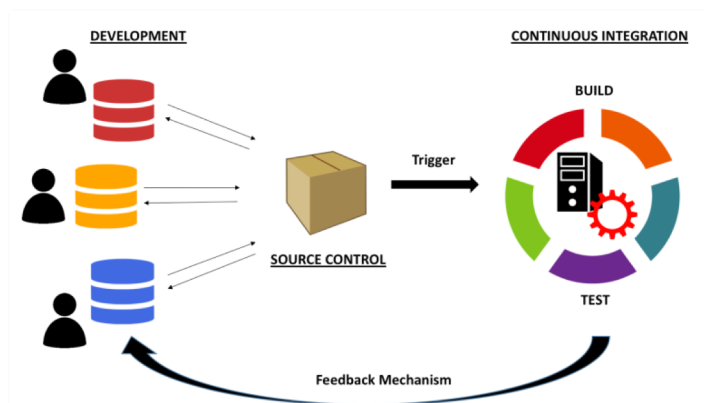 DEVELOPMENT
CONTINUOUS INTEGRATION
BUILD
Trigger
SOURCE CONTROL
TEST
Feedback Mechanism